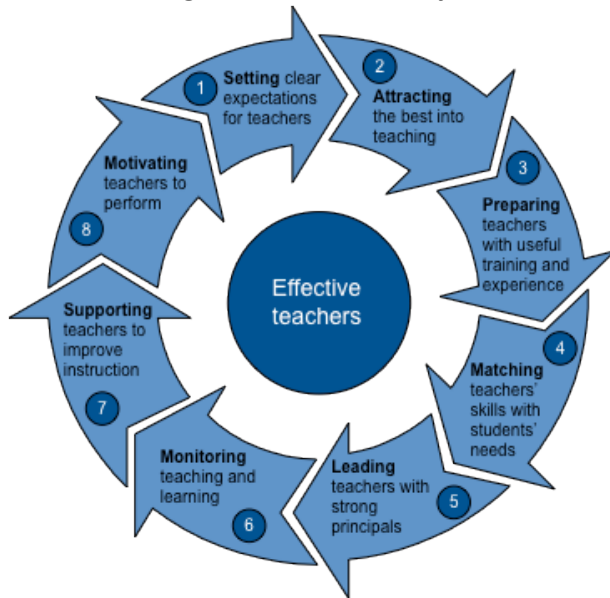 1
Setting clear
expectations
for teachers
2
Attracting
the best into
teaching
3
Preparing
teachers
with useful
training and
experience
4
Matching
teachers'
skills with
students'
needs
5
Leading
teachers with
strong
principals
6
Monitoring
teaching and
learning
7
Supporting
teachers to
improve
instruction
8
Motivating
teachers to
perform
Effective
teachers